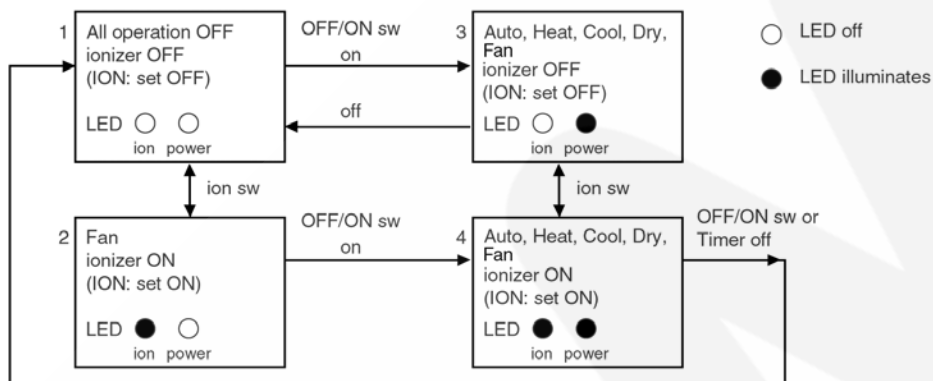 1
All operation OFF
ionizer OFF
(ION: set OFF)
LED
ion power
OFF/ON sw
on
off
3
Auto, Heat, Cool, Dry,
Fan
ionizer OFF
(ION: set OFF)
LED
ion power
LED off
LED illuminates
ion sw
ion sw
2
Fan
ionizer ON
(ION: set ON)
LED
ion power
OFF/ON sw
on
4
Auto, Heat, Cool, Dry,
Fan
ionizer ON
(ION: set ON)
LED
ion power
OFF/ON sw or
Timer off